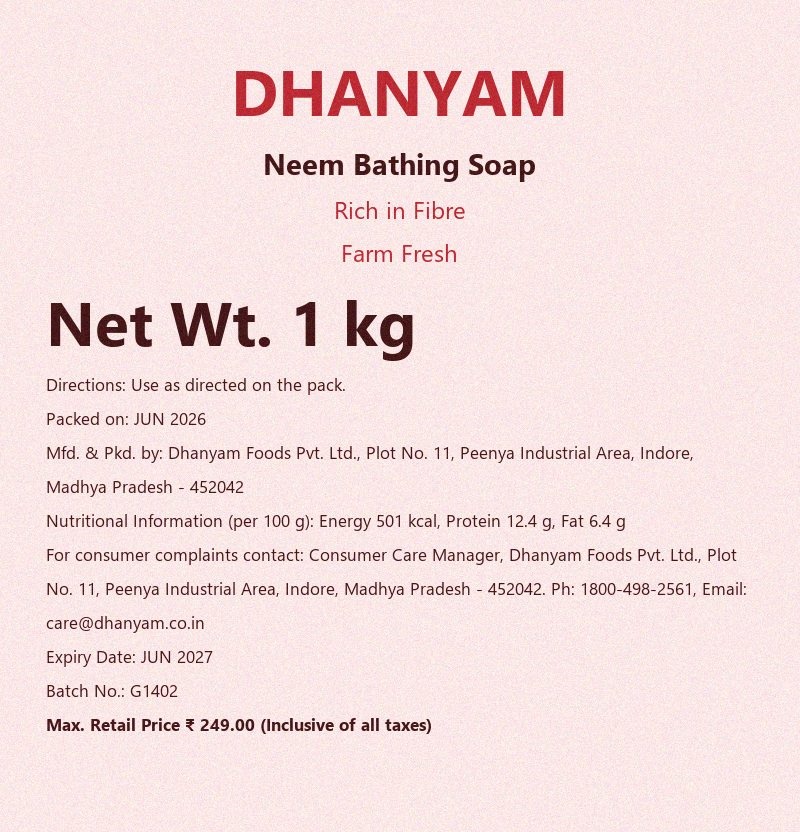 DHANYAM
Neem Bathing Soap
Rich in Fibre
Farm Fresh
Net Wt. 1 kg
Directions: Use as directed on the pack.
Packed on: JUN 2026
Mfd. & Pkd. by: Dhanyam Foods Pvt. Ltd., Plot No. 11, Peenya Industrial Area, Indore,
Madhya Pradesh - 452042
Nutritional Information (per 100 g): Energy 501 kcal, Protein 12.4 g, Fat 6.4 g
For consumer complaints contact: Consumer Care Manager, Dhanyam Foods Pvt. Ltd., Plot
No. 11, Peenya Industrial Area, Indore, Madhya Pradesh - 452042. Ph: 1800-498-2561, Email:
care@dhanyam.co.in
Expiry Date: JUN 2027
Batch No.: G1402
Max. Retail Price ₹ 249.00 (Inclusive of all taxes)